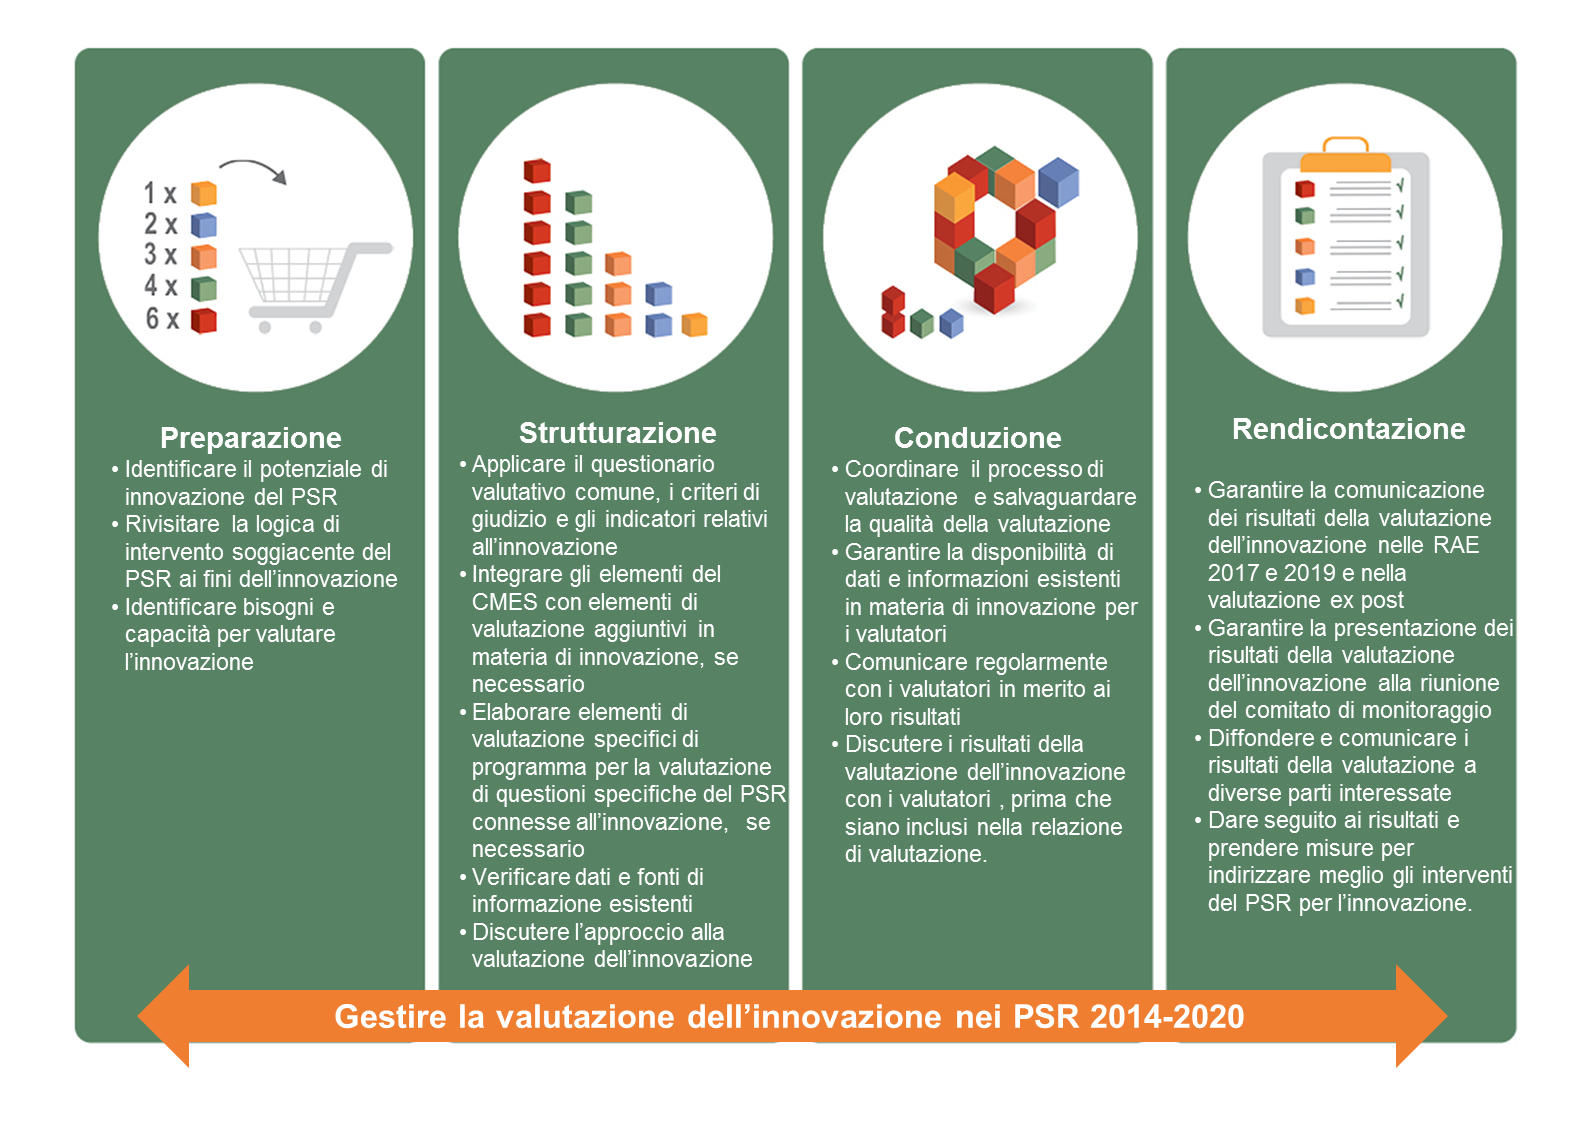 1 x
2 x
3 x
4 x
6 x
Preparazione
• Identificare il potenziale di
innovazione del PSR
• Rivisitare la logica di
intervento soggiacente del
PSR ai fini dell’innovazione
• Identificare bisogni e
capacità per valutare
l’innovazione
Strutturazione
• Applicare il questionario
valutativo comune, i criteri di
giudizio e gli indicatori relativi
all’innovazione
• Integrare gli elementi del
CMES con elementi di
valutazione aggiuntivi in
materia di innovazione, se
necessario
• Elaborare elementi di
valutazione specifici di
programma per la valutazione
di questioni specifiche del PSR
connesse all’innovazione, se
necessario
• Verificare dati e fonti di
informazione esistenti
• Discutere l’approccio alla
valutazione dell’innovazione
Conduzione
• Coordinare il processo di
valutazione e salvaguardare
la qualità della valutazione
• Garantire la disponibilità di
dati e informazioni esistenti
in materia di innovazione per
i valutatori
• Comunicare regolarmente
con i valutatori in merito ai
loro risultati
• Discutere i risultati della
valutazione dell’innovazione
con i valutatori , prima che
siano inclusi nella relazione
di valutazione.
Rendicontazione
• Garantire la comunicazione
dei risultati della valutazione
dell’innovazione nelle RAE
2017 e 2019 e nella
valutazione ex post
• Garantire la presentazione dei
risultati della valutazione
dell’innovazione alla riunione
del comitato di monitoraggio
• Diffondere e comunicare i
risultati della valutazione a
diverse parti interessate
• Dare seguito ai risultati e
prendere misure per
indirizzare meglio gli interventi
del PSR per l’innovazione.
Gestire la valutazione dell’innovazione nei PSR 2014-2020